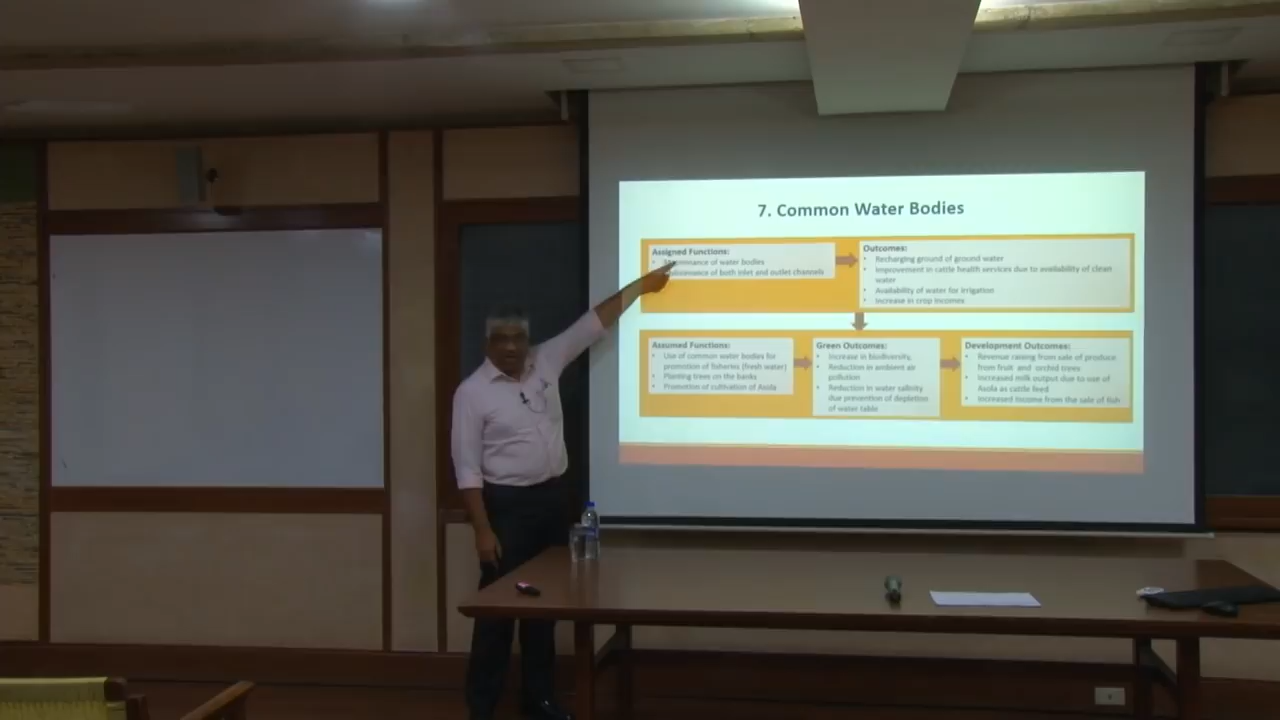 7. Common Water Bodies
Assigned Functions:
of water bodies
of both inlet and outlet channels
Outcomes:
• Recharging ground of ground water
• Improvement in cattle health services due to availability of clean
water
• Availability of water for irrigation
• Increase in crop incomes
Assumed Functions:
• Use of common water bodies for
promotion of fisheries (fresh water)
• Planting trees on the banks
• Promotion of cultivation of Asola
Green Outcomes:
• Increase in biodiversity,
• Reduction in ambient air
pollution
• Reduction in water salinity
due prevention of depletion
of water table
Development Outcomes:
• Revenue raising from sale of produce
from fruit and orchid trees
• Increased milk output due to use of
Asola as cattle feed
• Increased income from the sale of fish